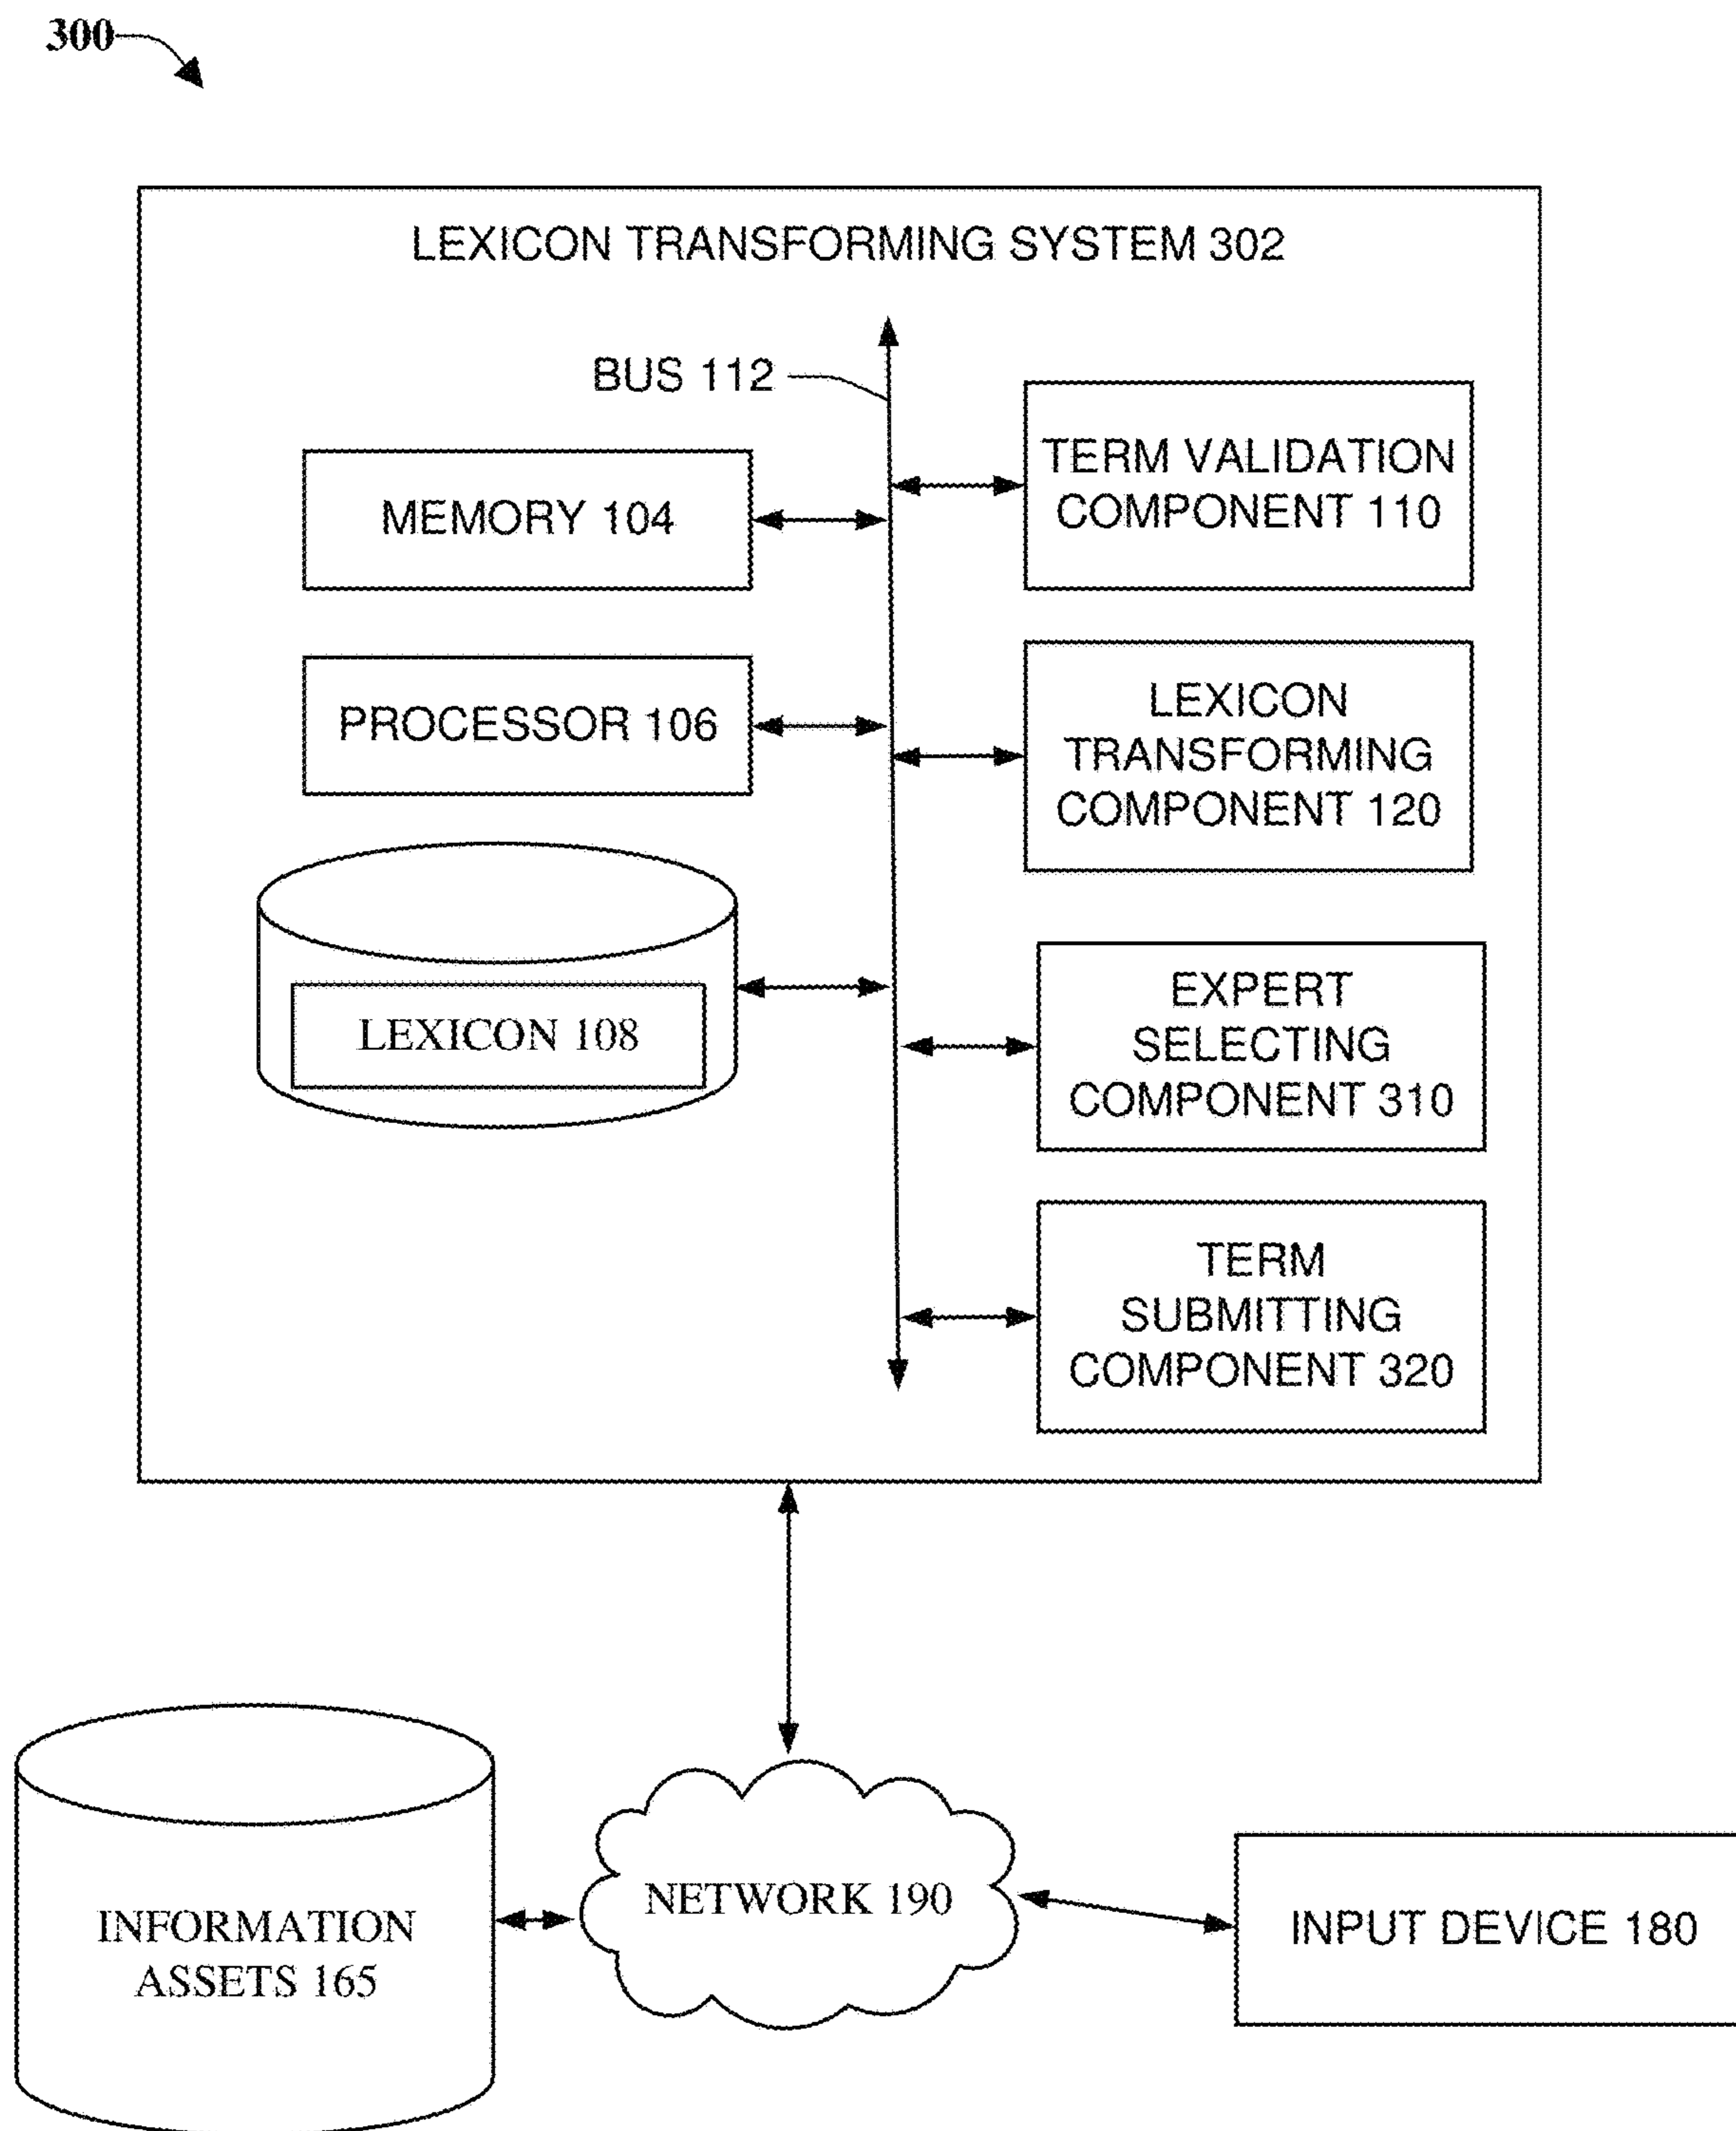 300
LEXICON TRANSFORMING SYSTEM 302
BUS 112
TERM VALIDATION
COMPONENT 110
MEMORY 104
LEXICON
TRANSFORMING
COMPONENT 120
PROCESSOR 106
LEXICON 108
EXPERT
SELECTING
COMPONENT 310
TERM
SUBMITTING
COMPONENT 320
INFORMATION
ASSETS 165
NETWORK 190
INPUT DEVICE 180